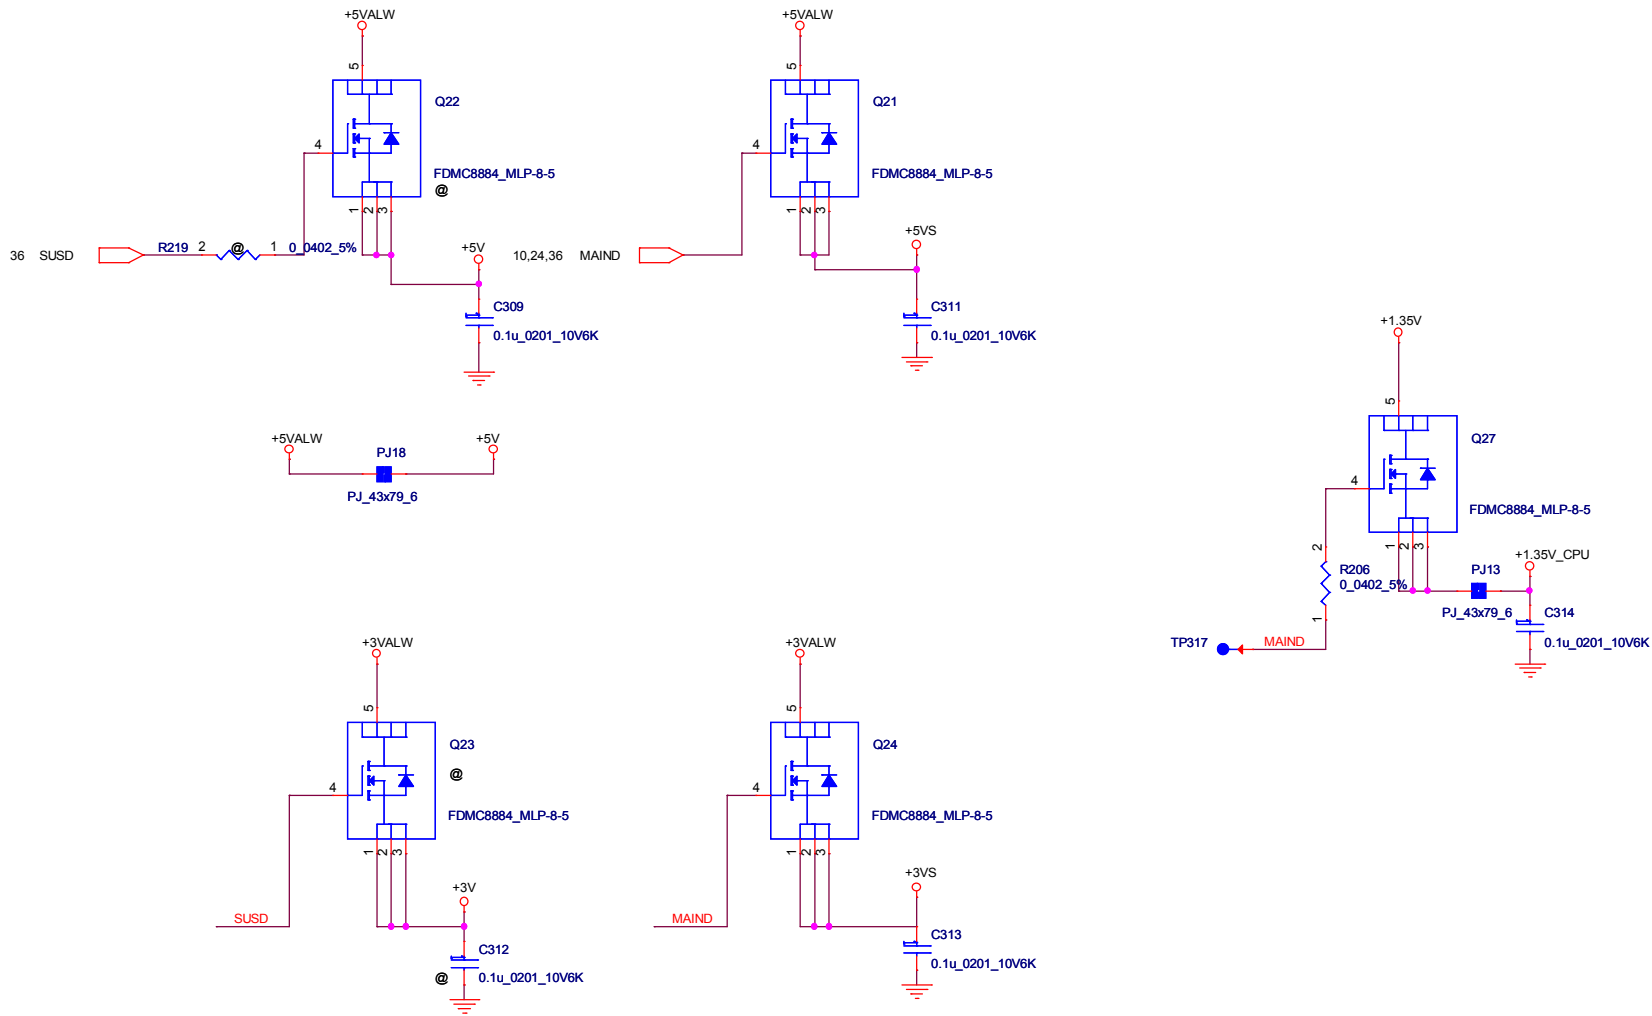 +5VALW
5
Q22
4
FDMC8884_MLP-8-5
@
1
2
3
36 SUSD
R219 2 @ 1 0_0402_5%
+5V
C309
0.1u_0201_10V6K
+5VALW
5
Q21
4
FDMC8884_MLP-8-5
1
2
3
10,24,36 MAIND
+5VS
C311
0.1u_0201_10V6K
+5VALW
PJ18
+5V
PJ_43x79_6
+1.35V
5
Q27
4
FDMC8884_MLP-8-5
1
2
3
2
R206
0_0402_5%
1
PJ13
PJ_43x79_6
+1.35V_CPU
C314
0.1u_0201_10V6K
TP317
MAIND
+3VALW
5
Q23
@
4
FDMC8884_MLP-8-5
1
2
3
SUSD
+3V
C312
@ 0.1u_0201_10V6K
+3VALW
5
Q24
4
FDMC8884_MLP-8-5
1
2
3
MAIND
+3VS
C313
0.1u_0201_10V6K